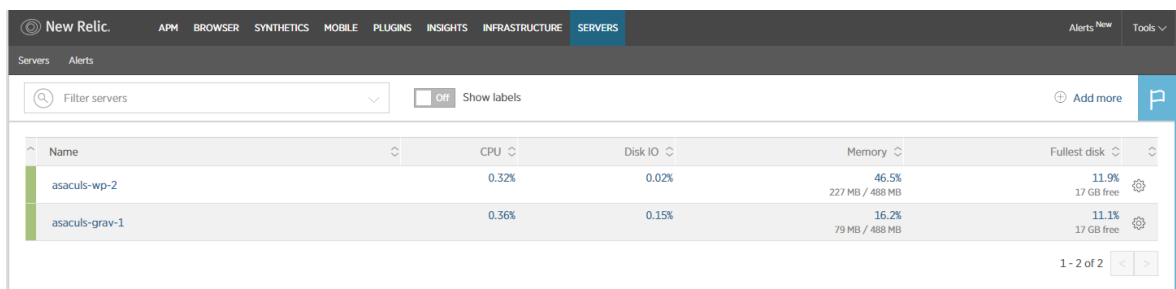 New Relic. APM BROWSER SYNTHETICS MOBILE PLUGINS INSIGHTS INFRASTRUCTURE SERVERS Alerts New Tools
Servers Alerts
Filter servers Off Show labels Add more
Name CPU Disk IO Memory Fullest disk
asaculs-wp-2 0.32% 0.02% 46.5% 11.9%
227 MB / 488 MB 17 GB free
asaculs-grav-1 0.36% 0.15% 16.2% 11.1%
79 MB / 488 MB 17 GB free
1 - 2 of 2 < >